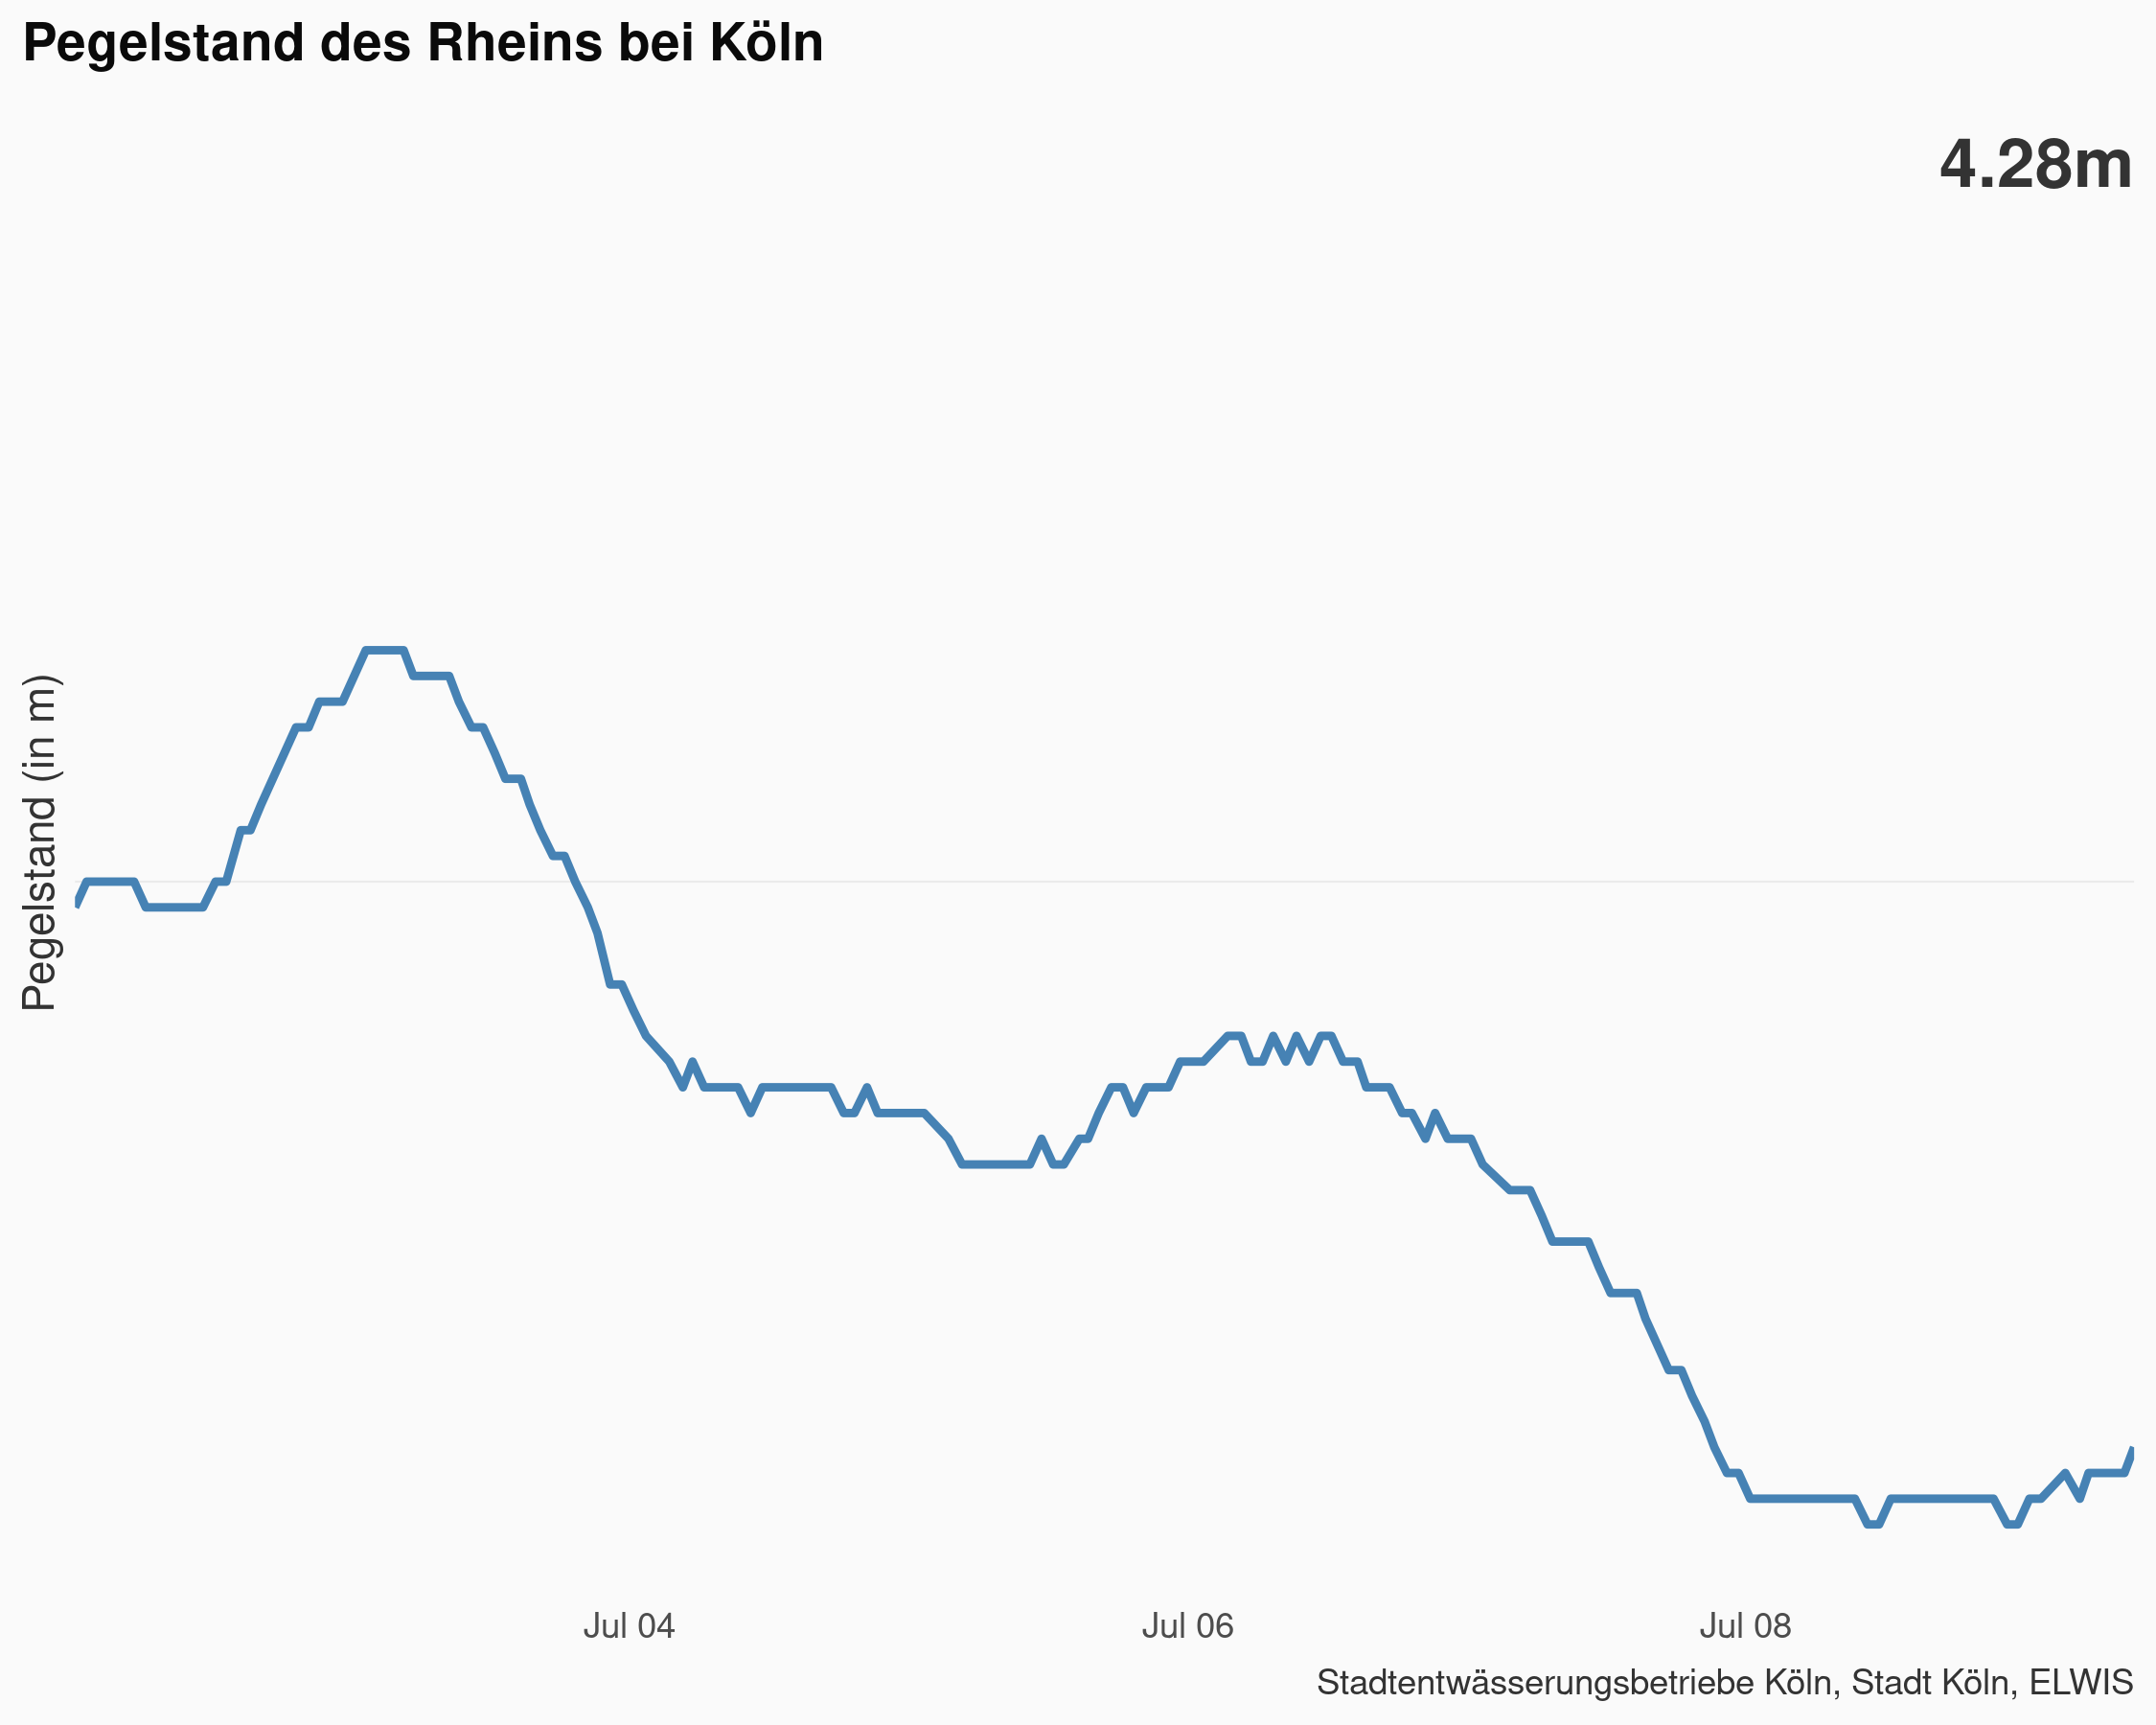 Pegelstand des Rheins bei Köln
4.28m
Pegelstand (in m)
Jul 04
Jul 06
Jul 08
Stadtentwässerungsbetriebe Köln, Stadt Köln, ELWIS